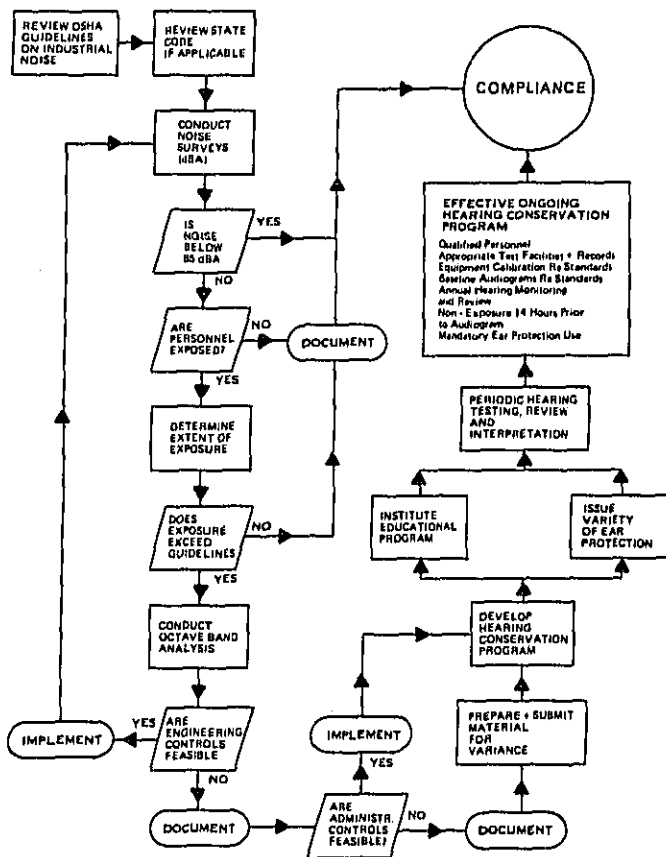 REVIEW OSHA
GUIDELINES
ON INDUSTRIAL
NOISE
REVIEW STATE
CODE
IF APPLICABLE
CONDUCT
NOISE
SURVEYS
(dBA)
IS
NOISE
BELOW
85 dBA
YES
NO
ARE
PERSONNEL
EXPOSED?
NO
YES
DOCUMENT
DETERMINE
EXTENT OF
EXPOSURE
DOES
EXPOSURE
EXCEED
GUIDELINES
NO
YES
CONDUCT
OCTAVE BAND
ANALYSIS
ARE
ENGINEERING
CONTROLS
FEASIBLE
YES
IMPLEMENT
NO
DOCUMENT
ARE
ADMINISTR.
CONTROLS
FEASIBLE?
YES
IMPLEMENT
NO
DOCUMENT
PREPARE + SUBMIT
MATERIAL
FOR
VARIANCE
DEVELOP
HEARING
CONSERVATION
PROGRAM
INSTITUTE
EDUCATIONAL
PROGRAM
ISSUE
VARIETY
OF EAR
PROTECTION
PERIODIC HEARING
TESTING, REVIEW
AND
INTERPRETATION
EFFECTIVE ONGOING
HEARING CONSERVATION
PROGRAM
Qualified Personnel
Appropriate Test Facilities + Records
Equipment Calibration Re Standards
Baseline Audiograms Re Standards
Annual Hearing Monitoring
and Review
Non - Exposure 14 Hours Prior
to Audiogram
Mandatory Ear Protection Use
COMPLIANCE